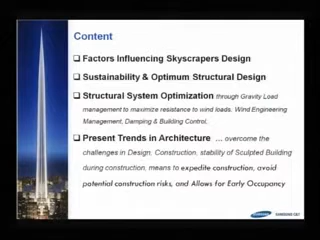 Content
❑ Factors Influencing Skyscrapers Design
❑ Sustainability & Optimum Structural Design
❑ Structural System Optimization through Gravity Load
management to maximize resistance to wind loads. Wind Engineering
Management, Damping & Building Control,
❑ Present Trends in Architecture ... overcome the
challenges in Design, Construction, stability of Sculpted Building
during construction, means to expedite construction, avoid
potential construction risks, and Allows for Early Occupancy
SAMSUNG C&T